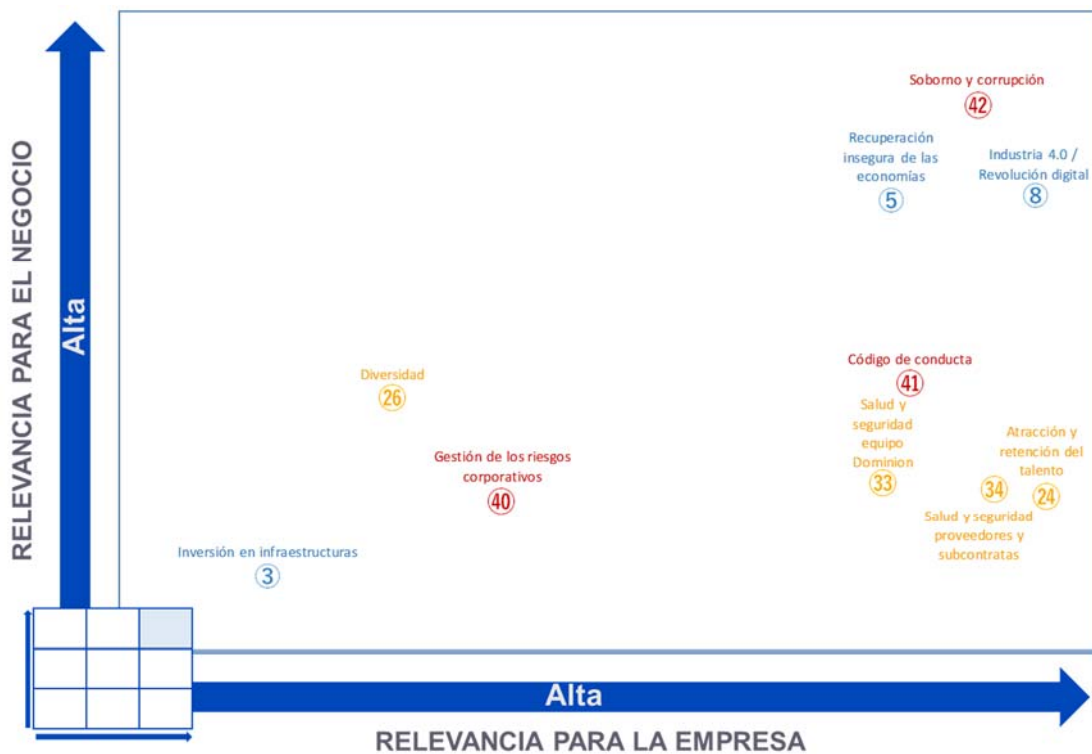 Soborno y corrupción
42
Recuperación
insegura de las
economías
5
Industria 4.0 /
Revolución digital
8
RELEVANCIA PARA EL NEGOCIO
Alta
Diversidad
26
Código de conducta
41
Salud y
seguridad
equipo
Dominion
33
Atracción y
retención del
talento
24
34
Salud y seguridad
proveedores y
subcontratas
Gestión de los riesgos
corporativos
40
Inversión en infraestructuras
3
Alta
RELEVANCIA PARA LA EMPRESA